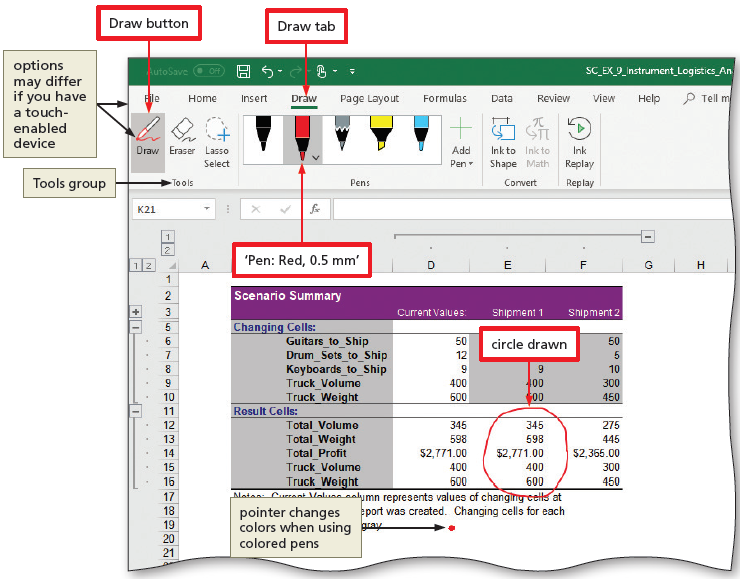 Draw button
Draw tab
options
may differ
if you have
a touch-
enabled
device
Tools group
AutoSave Off
SC_EX_9_Instrument_Logistics_An
File Home Insert Draw Page Layout Formulas Data Review View Help Tell m
Draw Eraser Lasso Select
Add Pen
Ink to Shape Ink to Math Ink Replay
Tools Pens Convert Replay
K21 fx
'Pen: Red, 0.5 mm'
1
2
1 2 A D E F G H
1
2 Scenario Summary
3 Current Values: Shipment 1 Shipment 2
5 Changing Cells:
circle drawn
6 Guitars_to_Ship 50 50
7 Drum_Sets_to_Ship 12 5
8 Keyboards_to_Ship 9 9 10
9 Truck_Volume 400 400 300
10 Truck_Weight 600 600 450
11 Result Cells:
12 Total_Volume 345 345 275
13 Total_Weight 598 598 445
14 Total_Profit $2,771.00 $2,771.00 $2,365.00
15 Truck_Volume 400 400 300
16 Truck_Weight 600 600 450
17 Notes: Current Values column represents values of changing cells at
18 eport was created. Changing cells for each
19 gray.
20
21
pointer changes
colors when using
colored pens